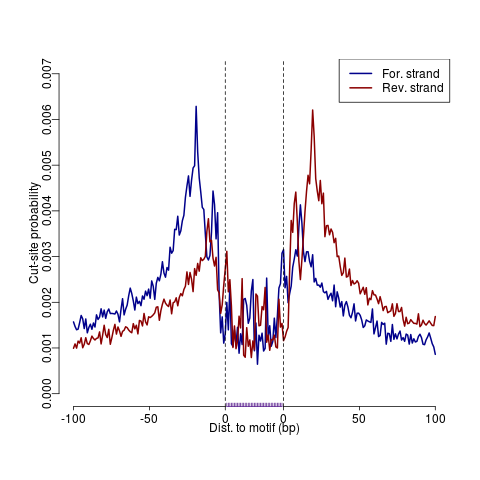 For. strand
Rev. strand
Cut-site probability
0.007
0.006
0.005
0.004
0.003
0.002
0.001
0.000
-100 -50 0 0 50 100
Dist. to motif (bp)